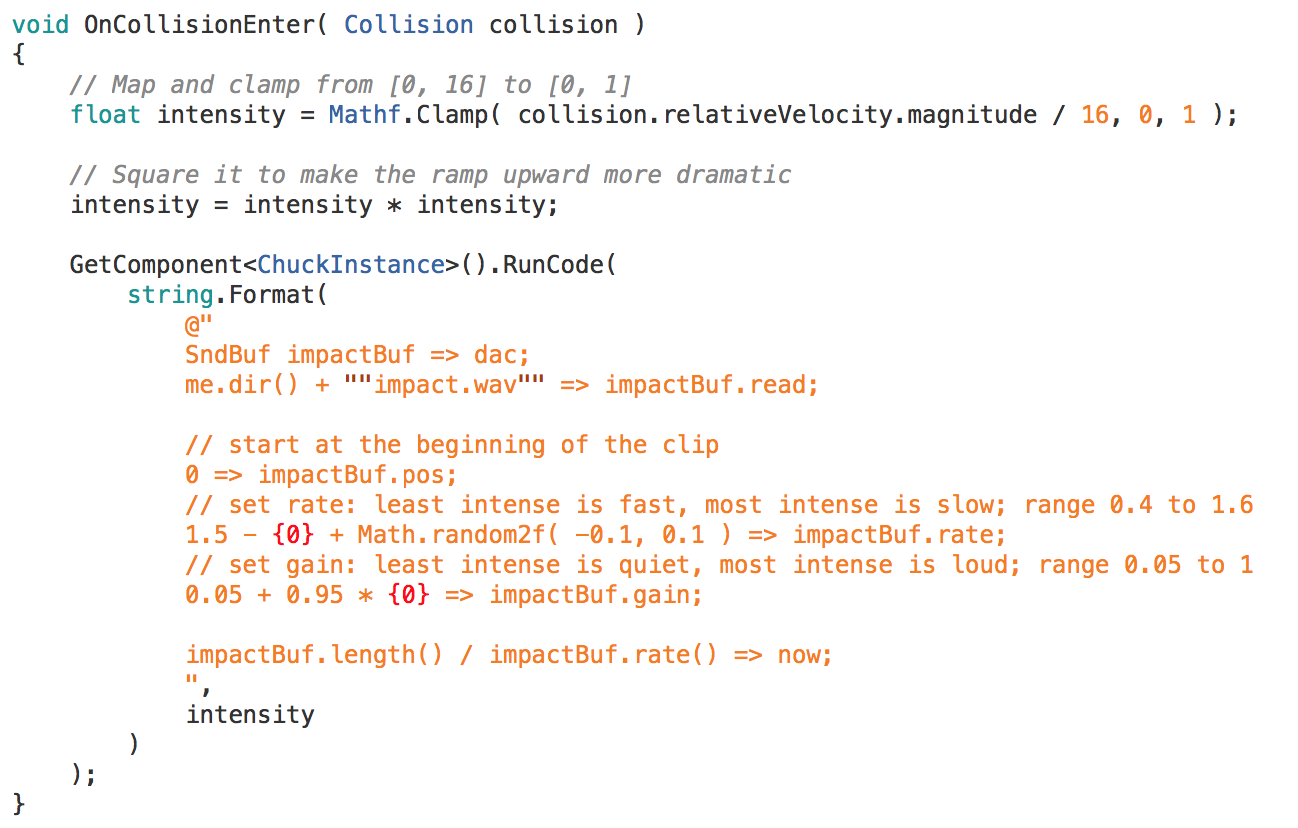 void OnCollisionEnter( Collision collision )
{
    // Map and clamp from [0, 16] to [0, 1]
    float intensity = Mathf.Clamp( collision.relativeVelocity.magnitude / 16, 0, 1 );

    // Square it to make the ramp upward more dramatic
    intensity = intensity * intensity;

    GetComponent<ChuckInstance>().RunCode(
        string.Format(
            @"
            SndBuf impactBuf => dac;
            me.dir() + ""impact.wav"" => impactBuf.read;

            // start at the beginning of the clip
            0 => impactBuf.pos;
            // set rate: least intense is fast, most intense is slow; range 0.4 to 1.6
            1.5 - {0} + Math.random2f( -0.1, 0.1 ) => impactBuf.rate;
            // set gain: least intense is quiet, most intense is loud; range 0.05 to 1
            0.05 + 0.95 * {0} => impactBuf.gain;

            impactBuf.length() / impactBuf.rate() => now;
            ",
            intensity
        )
    );
}